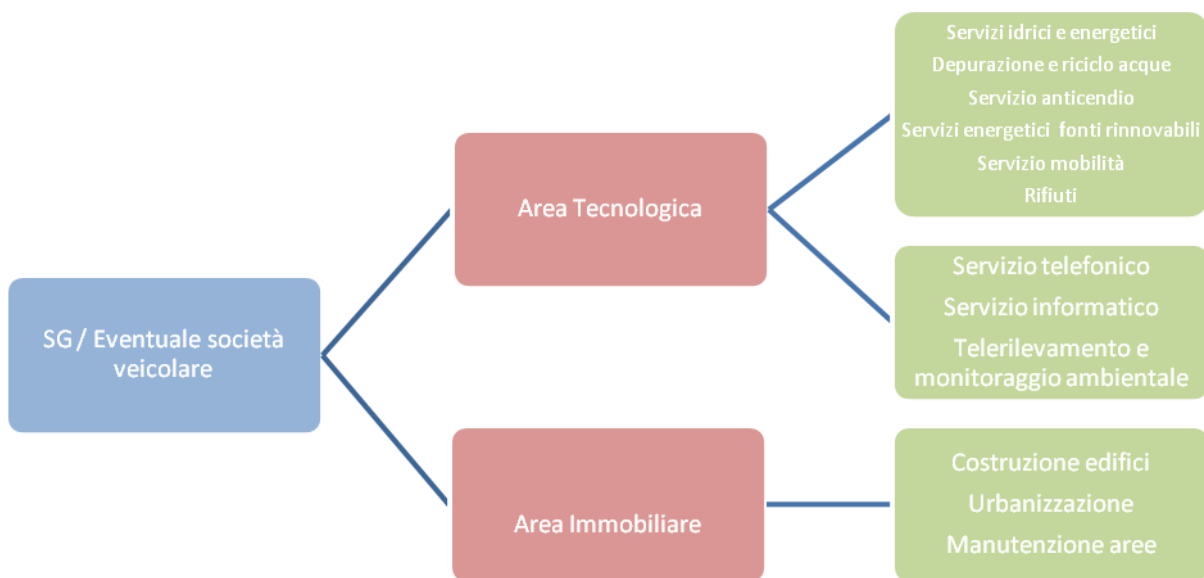 SG / Eventuale società
veicolare
Area Tecnologica
Servizi idrici e energetici
Depurazione e riciclo acque
Servizio anticendio
Servizi energetici fonti rinnovabili
Servizio mobilità
Rifiuti
Servizio telefonico
Servizio informatico
Telerilevamento e
monitoraggio ambientale
Area Immobiliare
Costruzione edifici
Urbanizzazione
Manutenzione aree